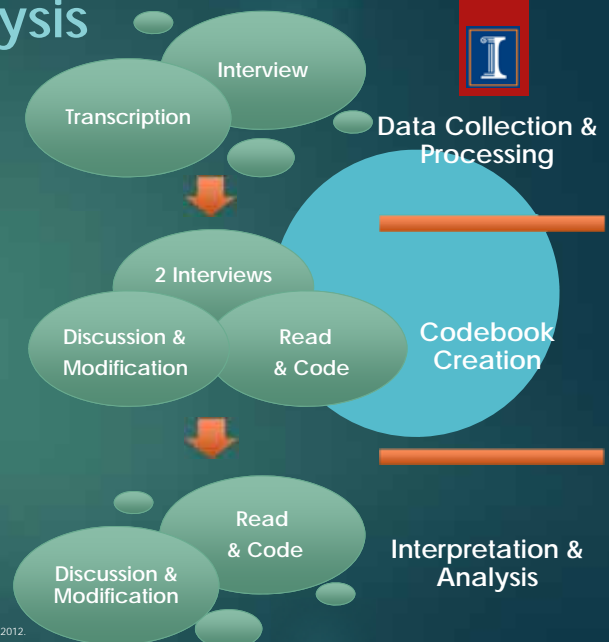 ysis
Interview
Transcription
Data Collection &
Processing
2 Interviews
Discussion &
Modification
Read
& Code
Codebook
Creation
Read
& Code
Discussion &
Modification
Interpretation &
Analysis
2012.